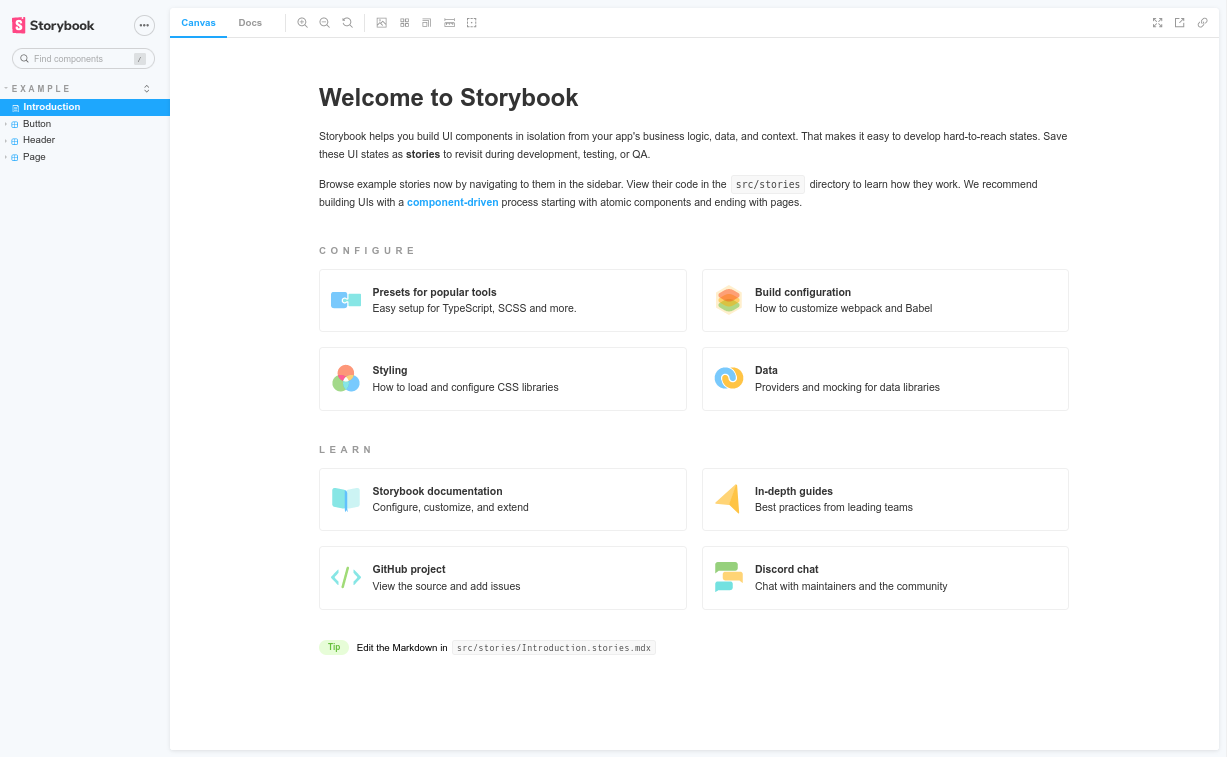 Storybook
Find components /
EXAMPLE
Introduction
Button
Header
Page
Canvas Docs
Welcome to Storybook
Storybook helps you build UI components in isolation from your app's business logic, data, and context. That makes it easy to develop hard-to-reach states. Save
these UI states as stories to revisit during development, testing, or QA.
Browse example stories now by navigating to them in the sidebar. View their code in the src/stories directory to learn how they work. We recommend
building UIs with a component-driven process starting with atomic components and ending with pages.
CONFIGURE
Presets for popular tools
Easy setup for TypeScript, SCSS and more.
Build configuration
How to customize webpack and Babel
Styling
How to load and configure CSS libraries
Data
Providers and mocking for data libraries
LEARN
Storybook documentation
Configure, customize, and extend
In-depth guides
Best practices from leading teams
GitHub project
View the source and add issues
Discord chat
Chat with maintainers and the community
Tip Edit the Markdown in src/stories/Introduction.stories.mdx